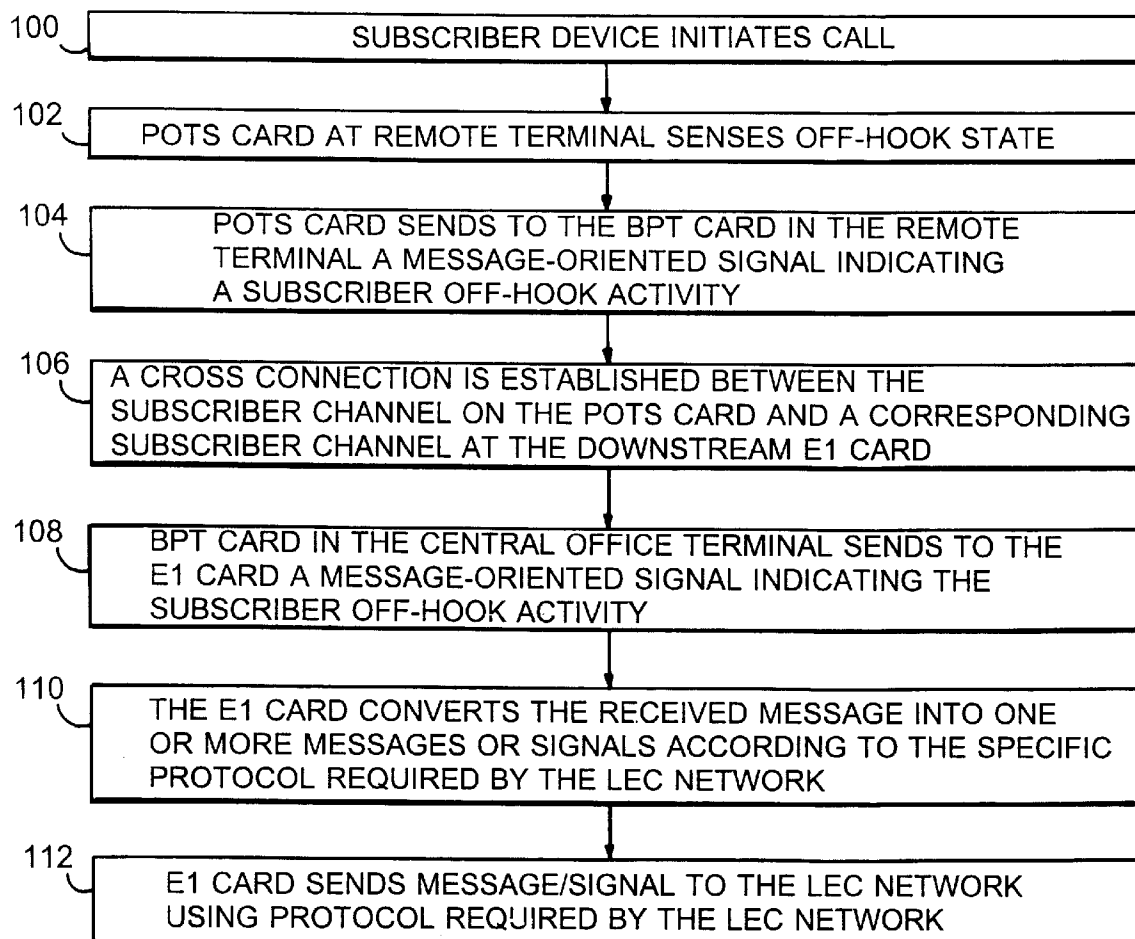 100
SUBSCRIBER DEVICE INITIATES CALL
102
POTS CARD AT REMOTE TERMINAL SENSES OFF-HOOK STATE
104
POTS CARD SENDS TO THE BPT CARD IN THE REMOTE
TERMINAL A MESSAGE-ORIENTED SIGNAL INDICATING
A SUBSCRIBER OFF-HOOK ACTIVITY
106
A CROSS CONNECTION IS ESTABLISHED BETWEEN THE
SUBSCRIBER CHANNEL ON THE POTS CARD AND A CORRESPONDING
SUBSCRIBER CHANNEL AT THE DOWNSTREAM E1 CARD
108
BPT CARD IN THE CENTRAL OFFICE TERMINAL SENDS TO THE
E1 CARD A MESSAGE-ORIENTED SIGNAL INDICATING THE
SUBSCRIBER OFF-HOOK ACTIVITY
110
THE E1 CARD CONVERTS THE RECEIVED MESSAGE INTO ONE
OR MORE MESSAGES OR SIGNALS ACCORDING TO THE SPECIFIC
PROTOCOL REQUIRED BY THE LEC NETWORK
112
E1 CARD SENDS MESSAGE/SIGNAL TO THE LEC NETWORK
USING PROTOCOL REQUIRED BY THE LEC NETWORK